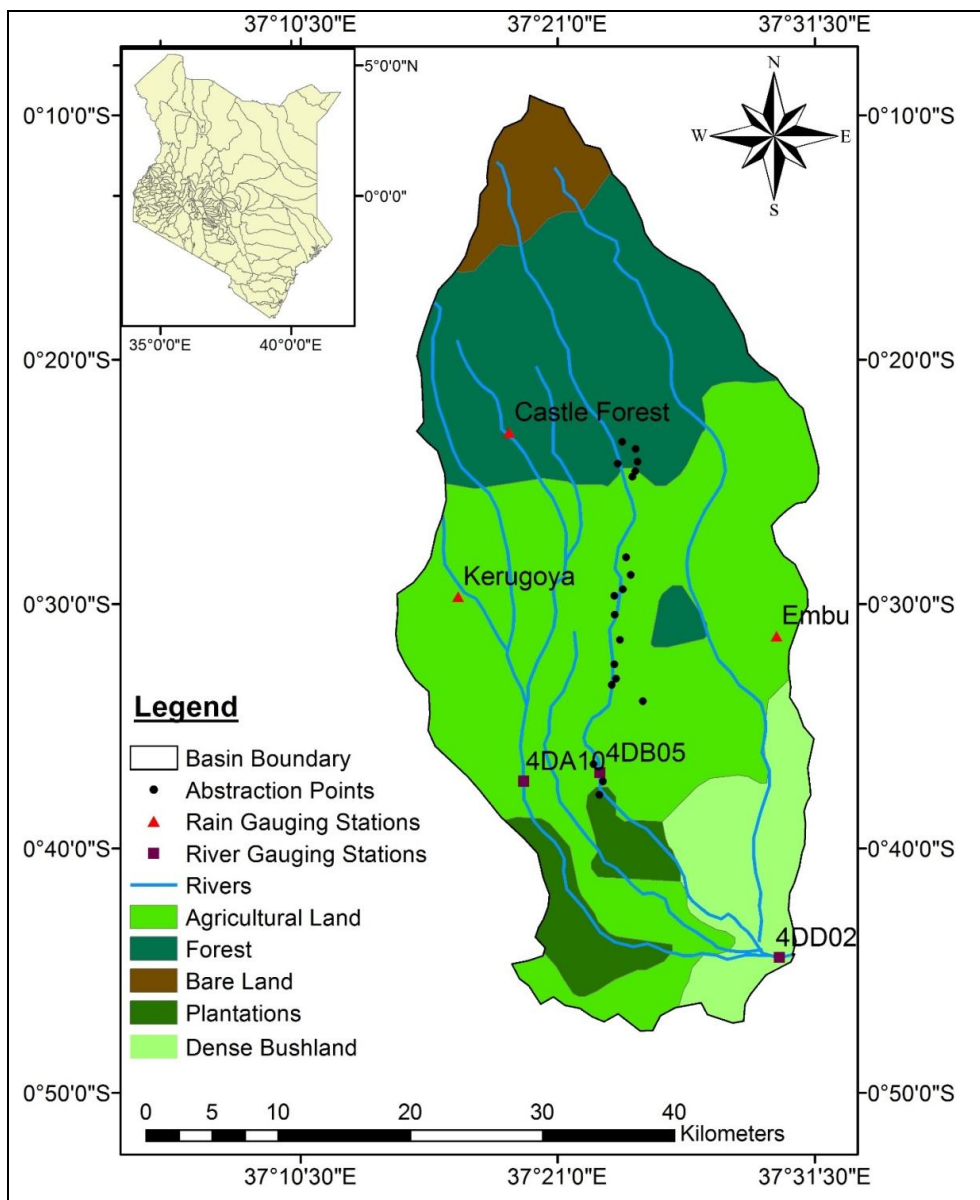 37°10'30"E 37°21'0"E 37°31'30"E
5°0'0"N
0°0'0"
35°0'0"E 40°0'0"E
N
W E
S
0°10'0"S 0°10'0"S
0°20'0"S 0°20'0"S
Castle Forest
Kerugoya
0°30'0"S 0°30'0"S
Embu
4DA10 4DB05
0°40'0"S 0°40'0"S
4DD02
Legend
Basin Boundary
Abstraction Points
Rain Gauging Stations
River Gauging Stations
Rivers
Agricultural Land
Forest
Bare Land
Plantations
Dense Bushland
0°50'0"S 0°50'0"S
0 5 10 20 30 40
Kilometers
37°10'30"E 37°21'0"E 37°31'30"E